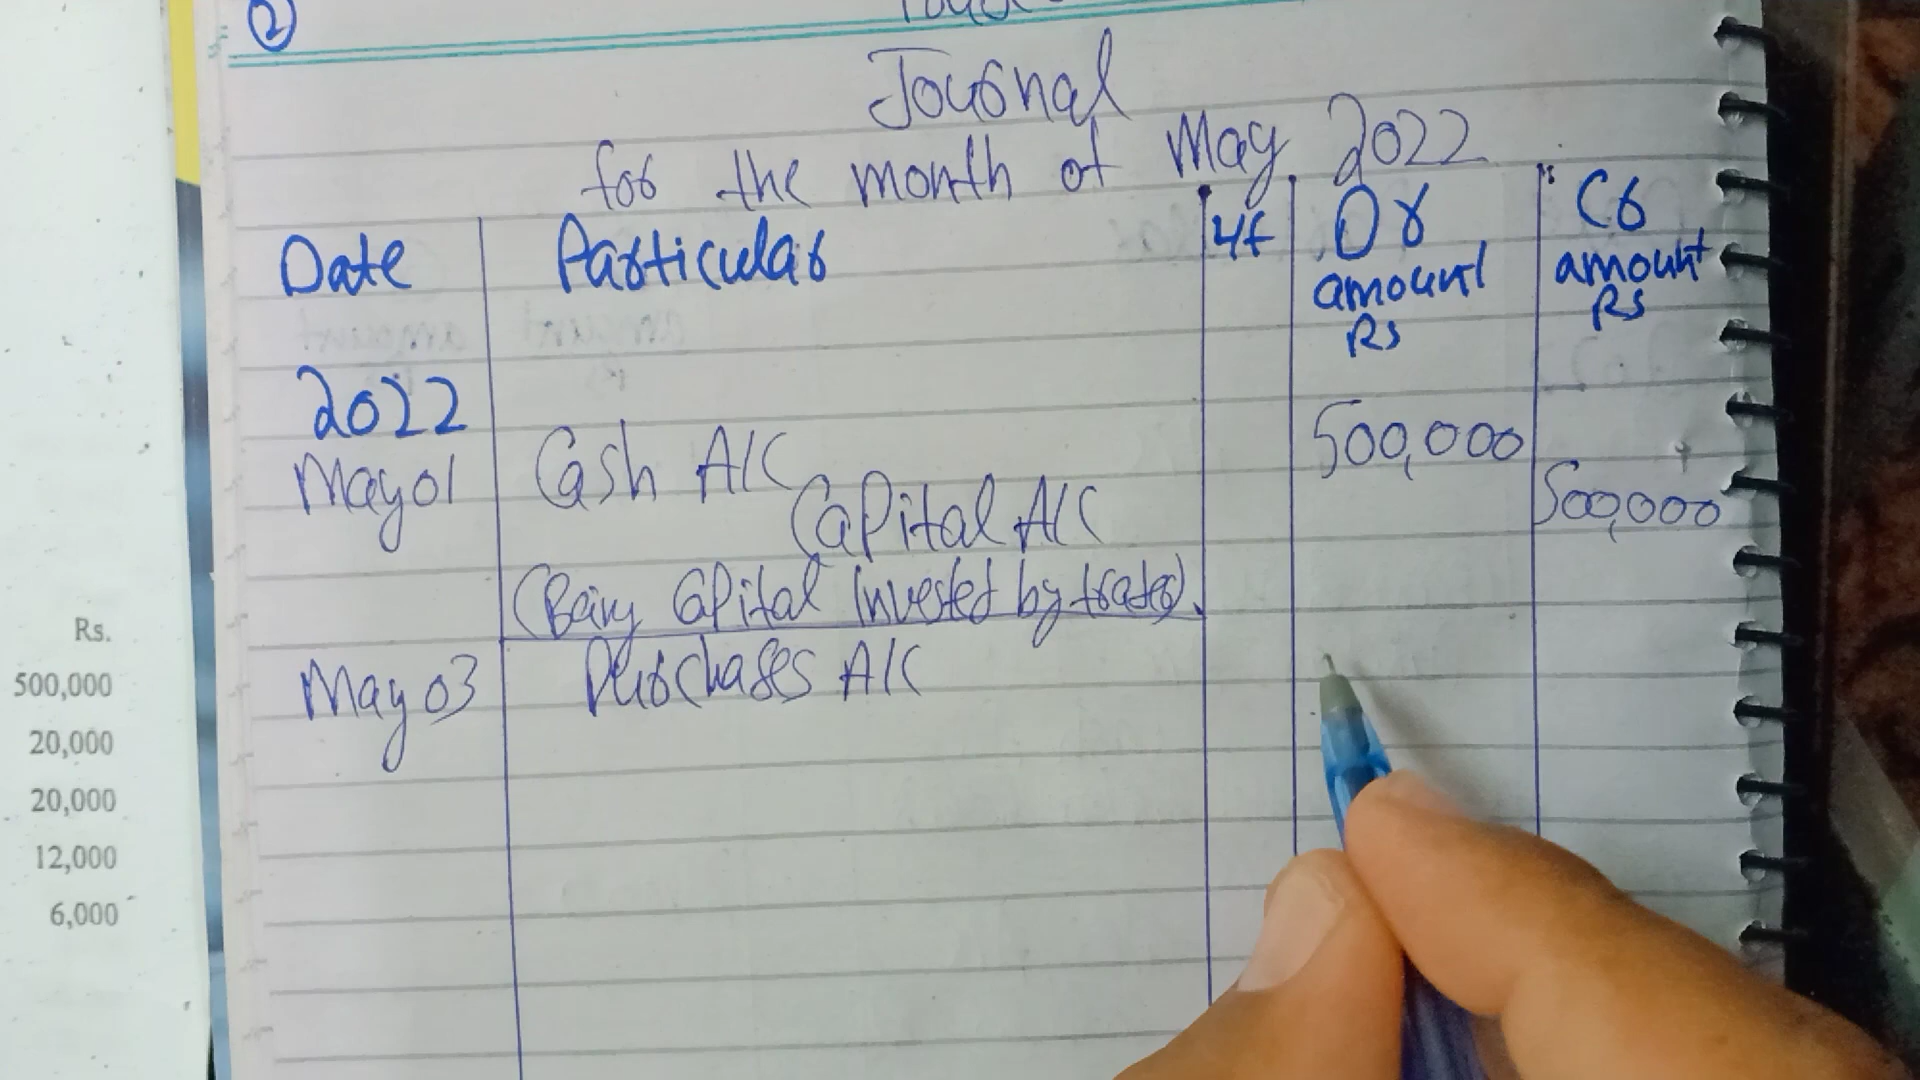 2
Journal
for the month of May 2022
Date Particular L/f Dr amount Rs Cr amount Rs
2022
May 01 Cash A/C 500,000
Capital A/C 500,000
(Being Capital Invested by trader).
May 03 Purchases A/C
Rs.
500,000
20,000
20,000
12,000
6,000